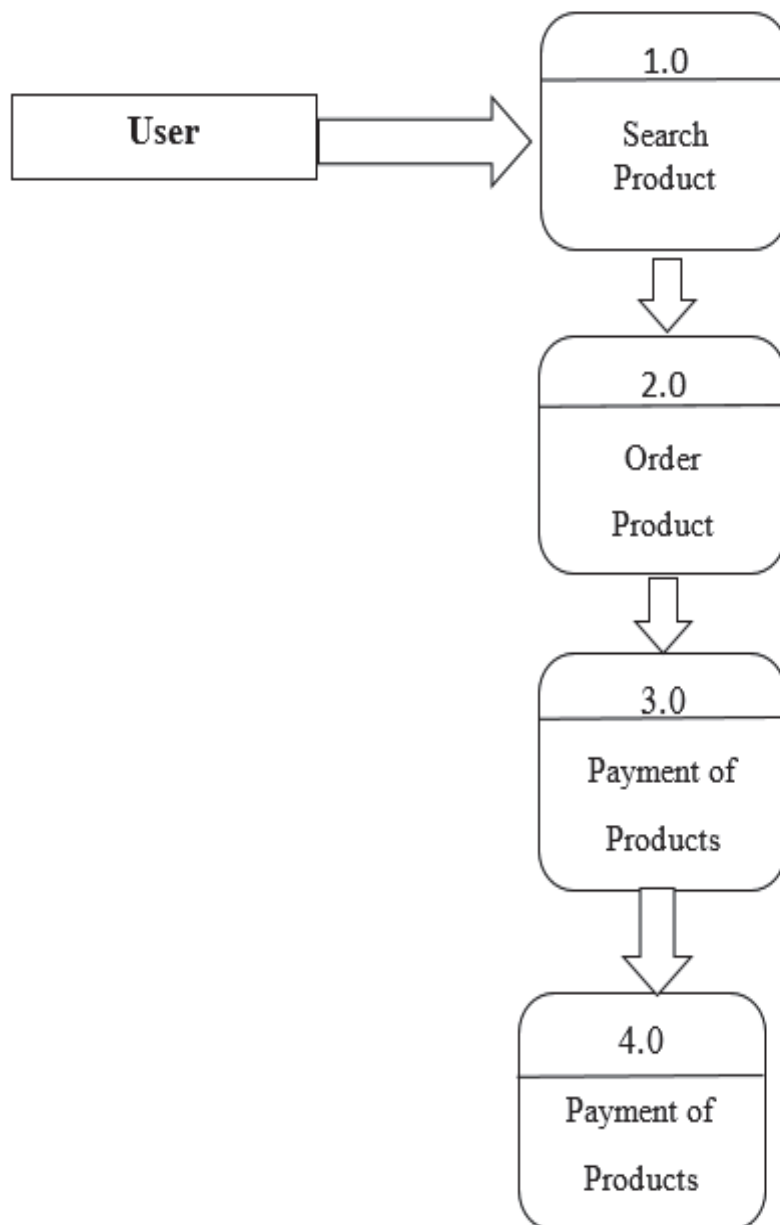 User
1.0
Search
Product
2.0
Order
Product
3.0
Payment of
Products
4.0
Payment of
Products